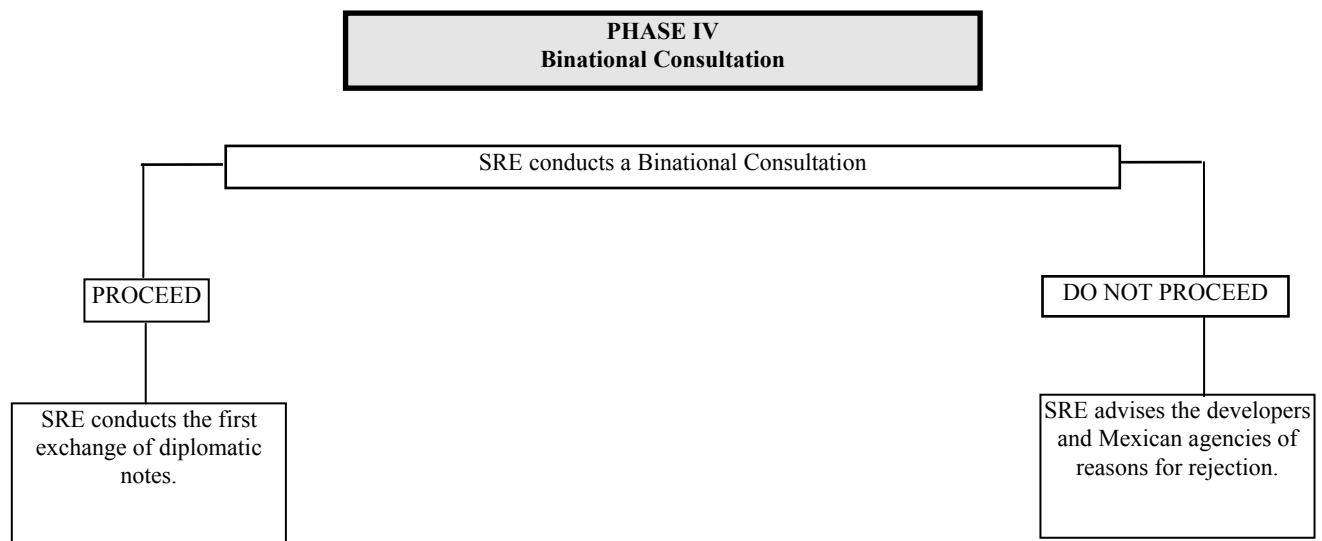 PHASE IV
Binational Consultation
SRE conducts a Binational Consultation
PROCEED
DO NOT PROCEED
SRE conducts the first
exchange of diplomatic
notes.
SRE advises the developers
and Mexican agencies of
reasons for rejection.